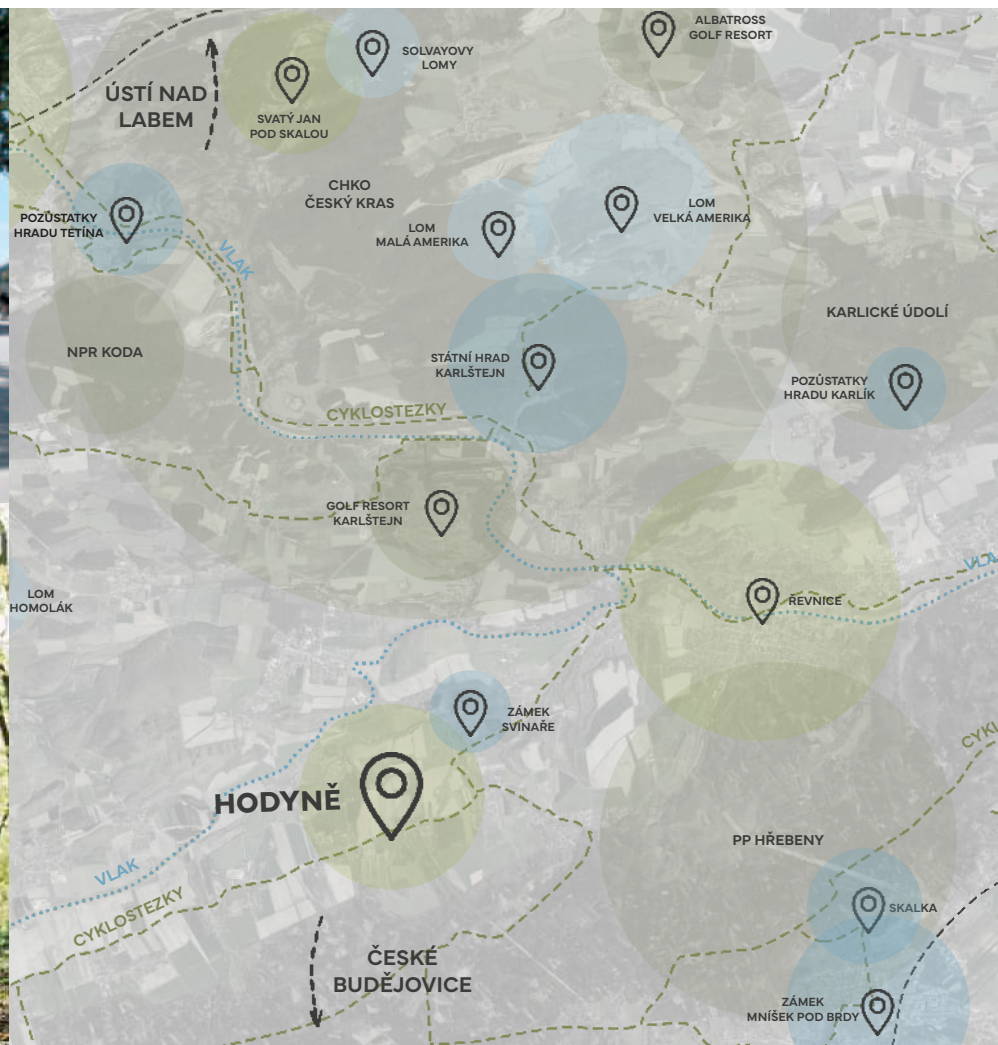 ALBATROSS
GOLF RESORT
SOLVAYOVY
LOMY
ÚSTÍ NAD
LABEM
SVATÝ JAN
POD SKALOU
CHKO
ČESKÝ KRAS
POZŮSTATKY
HRADU TETÍNA
LOM
VELKÁ AMERIKA
LOM
MALÁ AMERIKA
VLAK
KARLICKÉ ÚDOLÍ
NPR KODA
STÁTNÍ HRAD
KARLŠTEJN
POZŮSTATKY
HRADU KARLÍK
CYKLOSTEZKY
GOLF RESORT
KARLŠTEJN
VLA
LOM
HOMOLÁK
ŘEVNICE
ZÁMEK
SVINAŘE
CYKL
HODYNĚ
PP HŘEBENY
VLAK
CYKLOSTEZKY
SKALKA
ČESKÉ
BUDĚJOVICE
ZÁMEK
MNÍŠEK POD BRDY